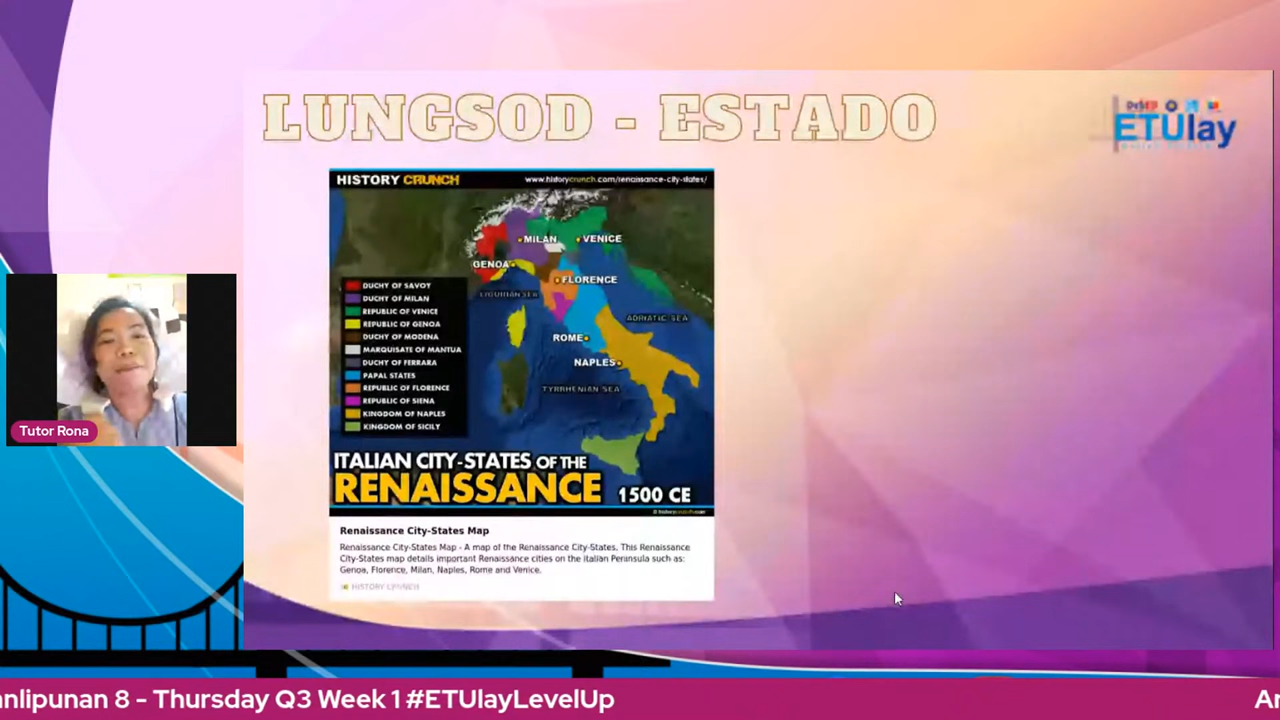 LUNGSOD - ESTADO
DepEd
ETUlay
HISTORY CRUNCH
www.historycrunch.com/renaissance-city-states/
MILAN
VENICE
GENOA
FLORENCE
LIGURIAN SEA
ADRIATIC SEA
ROME
NAPLES
TYRRHENIAN SEA
DUCHY OF SAVOY
DUCHY OF MILAN
REPUBLIC OF VENICE
REPUBLIC OF GENOA
DUCHY OF MODENA
MARQUISATE OF MANTUA
DUCHY OF FERRARA
PAPAL STATES
REPUBLIC OF FLORENCE
REPUBLIC OF SIENA
KINGDOM OF NAPLES
KINGDOM OF SICILY
ITALIAN CITY-STATES OF THE
RENAISSANCE 1500 CE
Renaissance City-States Map
Renaissance City-States Map - A map of the Renaissance City-States. This Renaissance
City-States map details important Renaissance cities on the Italian Peninsula such as:
Genoa, Florence, Milan, Naples, Rome and Venice.
HISTORY CRUNCH
Tutor Rona
anlipunan 8 - Thursday Q3 Week 1 #ETUlayLevelUp
Ar